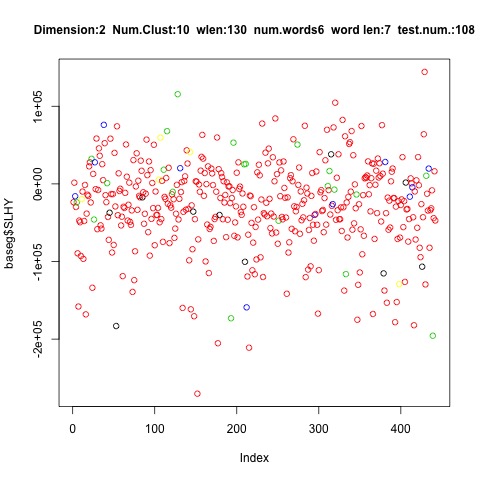 Dimension:2 Num.Clust:10 wlen:130 num.words6 word len:7 test.num.:108
1e+05
0e+00
-1e+05
-2e+05
baseg$SLHY
0 100 200 300 400
Index